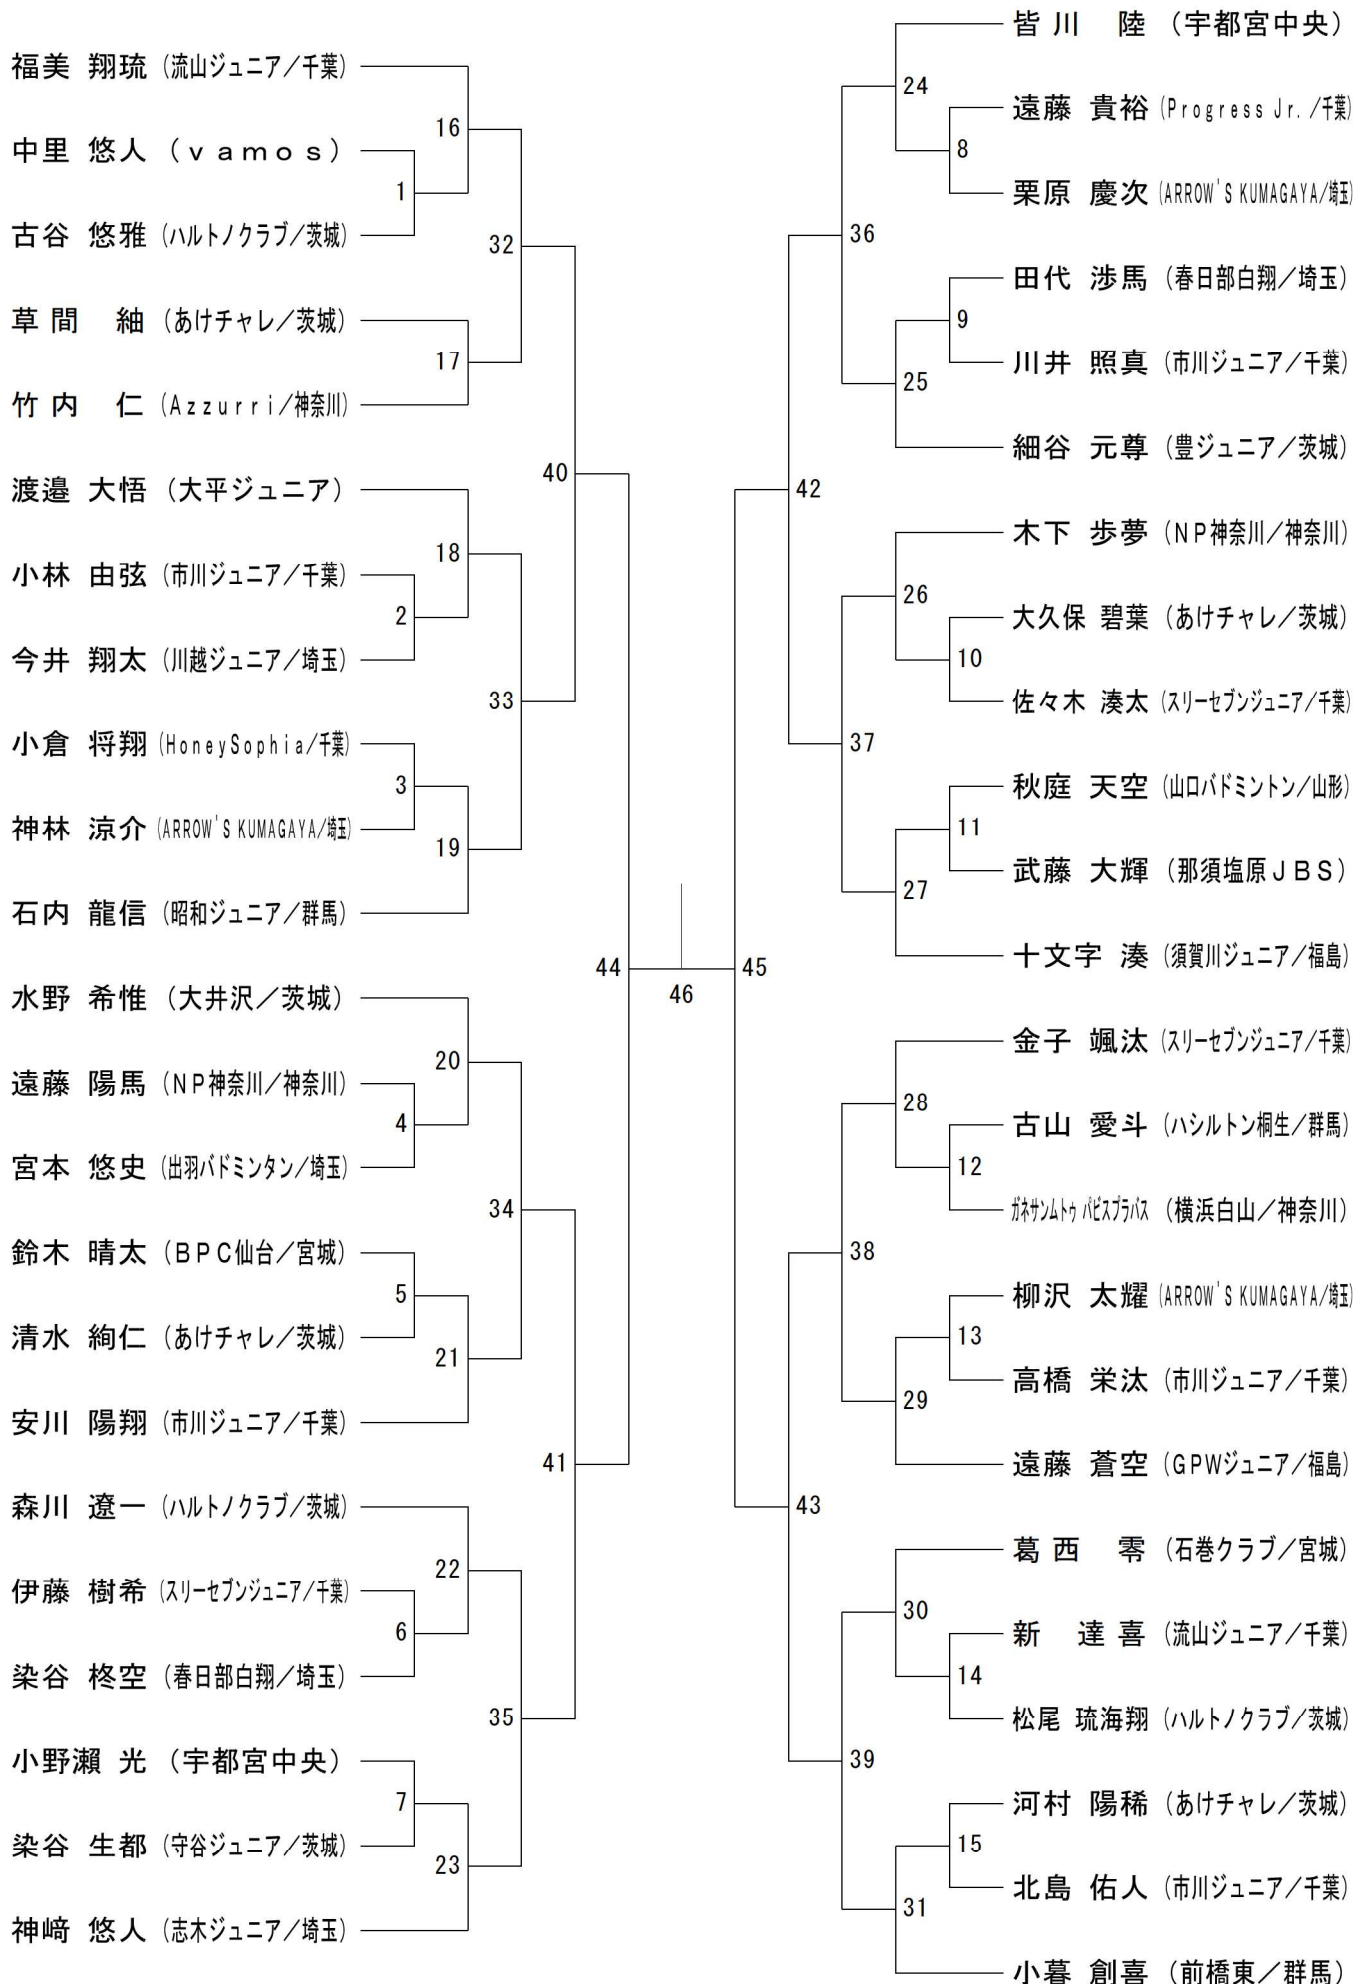 福美 翔琉 (流山ジュニア／千葉)
中里 悠人 (ｖａｍｏｓ)
古谷 悠雅 (ハルトノクラブ／茨城)
草間 紬 (あけチャレ／茨城)
竹内 仁 (Azzurri／神奈川)
渡邉 大悟 (大平ジュニア)
小林 由弦 (市川ジュニア／千葉)
今井 翔太 (川越ジュニア／埼玉)
小倉 将翔 (HoneySophia/千葉)
神林 涼介 (ARROW'S KUMAGAYA/埼玉)
石内 龍信 (昭和ジュニア／群馬)
水野 希惟 (大井沢／茨城)
遠藤 陽馬 (ＮＰ神奈川／神奈川)
宮本 悠史 (出羽バドミンタン／埼玉)
鈴木 晴太 (ＢＰＣ仙台／宮城)
清水 絢仁 (あけチャレ／茨城)
安川 陽翔 (市川ジュニア／千葉)
森川 遼一 (ハルトノクラブ／茨城)
伊藤 樹希 (スリーセブンジュニア／千葉)
染谷 柊空 (春日部白翔／埼玉)
小野瀬 光 (宇都宮中央)
染谷 生都 (守谷ジュニア／茨城)
神﨑 悠人 (志木ジュニア／埼玉)
1
2
3
4
5
6
7
16
17
18
19
20
21
22
23
32
33
34
35
40
41
44
46
45
42
43
36
37
38
39
24
25
26
27
28
29
30
31
8
9
10
11
12
13
14
15
皆川 陸 (宇都宮中央)
遠藤 貴裕 (Progress Jr.／千葉)
栗原 慶次 (ARROW'S KUMAGAYA/埼玉)
田代 渉馬 (春日部白翔／埼玉)
川井 照真 (市川ジュニア／千葉)
細谷 元尊 (豊ジュニア／茨城)
木下 歩夢 (ＮＰ神奈川／神奈川)
大久保 碧葉 (あけチャレ／茨城)
佐々木 湊太 (スリーセブンジュニア／千葉)
秋庭 天空 (山口バドミントン／山形)
武藤 大輝 (那須塩原ＪＢＳ)
十文字 湊 (須賀川ジュニア／福島)
金子 颯汰 (スリーセブンジュニア／千葉)
古山 愛斗 (ハシルトン桐生／群馬)
ガネサンムトゥ パビスプラバス (横浜白山／神奈川)
柳沢 太耀 (ARROW'S KUMAGAYA/埼玉)
高橋 栄汰 (市川ジュニア／千葉)
遠藤 蒼空 (ＧＰＷジュニア／福島)
葛西 零 (石巻クラブ／宮城)
新 達喜 (流山ジュニア／千葉)
松尾 琉海翔 (ハルトノクラブ／茨城)
河村 陽稀 (あけチャレ／茨城)
北島 佑人 (市川ジュニア／千葉)
小暮 創喜 (前橋東／群馬)